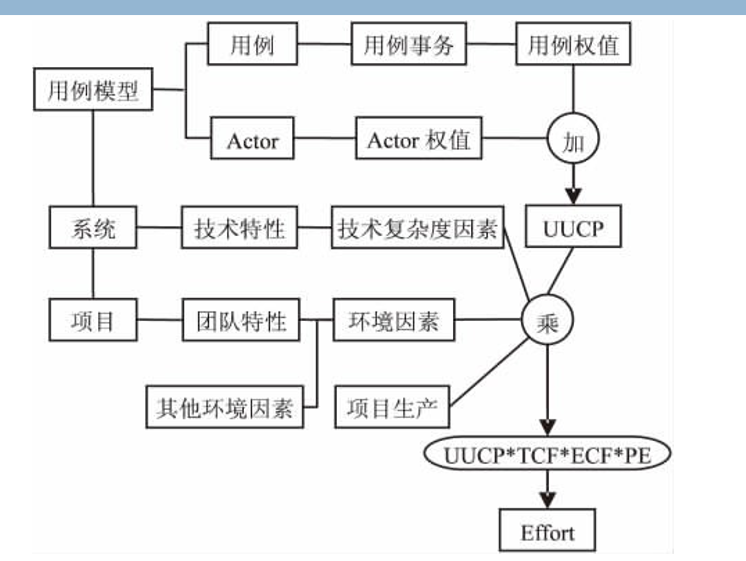 用例
用例事务
用例权值
用例模型
Actor
Actor 权值
加
系统
技术特性
技术复杂度因素
UUCP
项目
团队特性
环境因素
乘
其他环境因素
项目生产
UUCP*TCF*ECF*PE
Effort